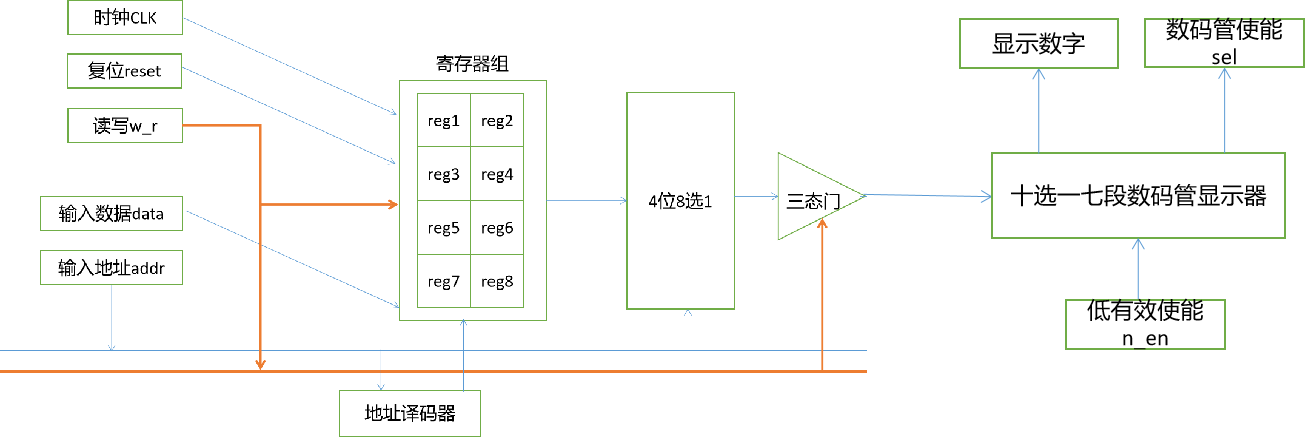 时钟CLK
复位reset
读写w_r
输入数据data
输入地址addr
寄存器组
reg1 reg2
reg3 reg4
reg5 reg6
reg7 reg8
地址译码器
4位8选1
三态门
显示数字
数码管使能
sel
十选一七段数码管显示器
低有效使能
n_en